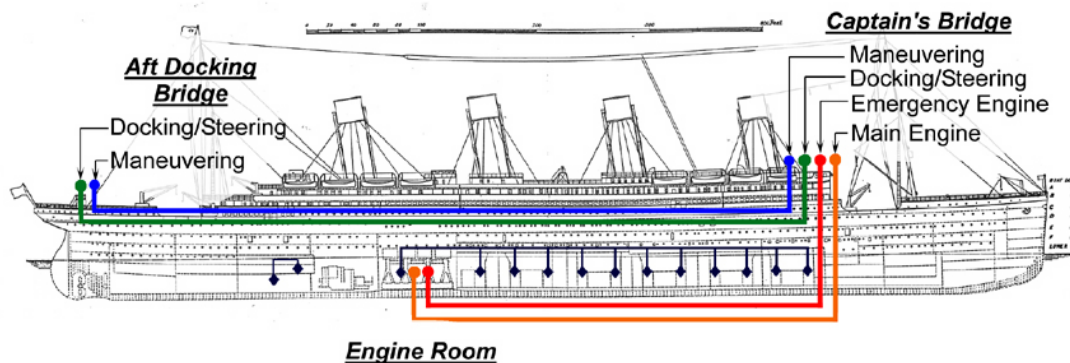 Captain's Bridge
Maneuvering
Docking/Steering
Emergency Engine
Main Engine
Aft Docking
Bridge
Docking/Steering
Maneuvering
Engine Room